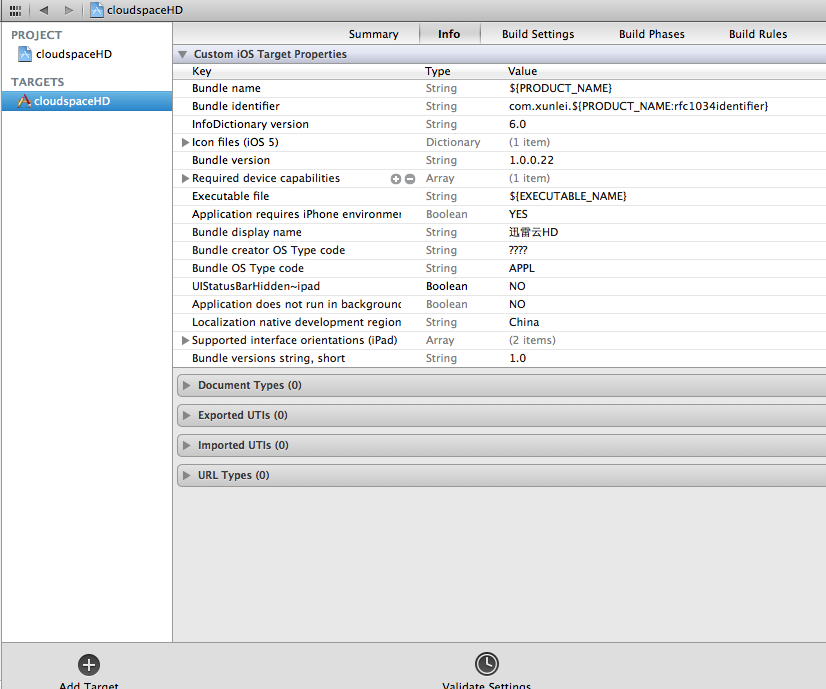 cloudspaceHD
PROJECT
cloudspaceHD
TARGETS
cloudspaceHD
Summary Info Build Settings Build Phases Build Rules
Custom iOS Target Properties
Key Type Value
Bundle name String ${PRODUCT_NAME}
Bundle identifier String com.xunlei.${PRODUCT_NAME:rfc1034identifier}
InfoDictionary version String 6.0
Icon files (iOS 5) Dictionary (1 item)
Bundle version String 1.0.0.22
Required device capabilities Array (1 item)
Executable file String ${EXECUTABLE_NAME}
Application requires iPhone environmer Boolean YES
Bundle display name String 迅雷云HD
Bundle creator OS Type code String ????
Bundle OS Type code String APPL
UIStatusBarHidden~ipad Boolean NO
Application does not run in background Boolean NO
Localization native development region String China
Supported interface orientations (iPad) Array (2 items)
Bundle versions string, short String 1.0
Document Types (0)
Exported UTIs (0)
Imported UTIs (0)
URL Types (0)
Add Target Validate Settings